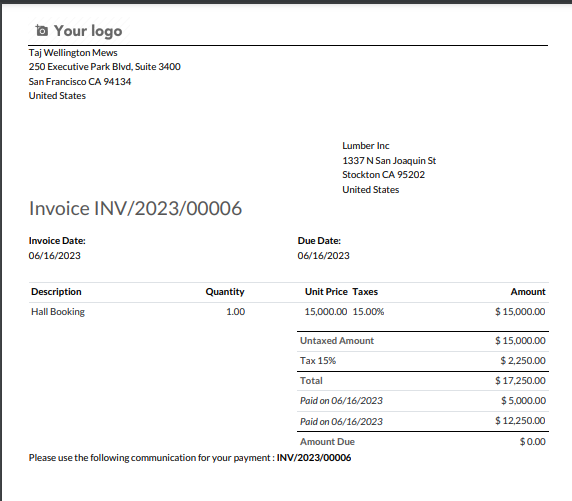 Your logo
Taj Wellington Mews
250 Executive Park Blvd, Suite 3400
San Francisco CA 94134
United States
Lumber Inc
1337 N San Joaquin St
Stockton CA 95202
United States
Invoice INV/2023/00006
Invoice Date: Due Date:
06/16/2023 06/16/2023
Description Quantity Unit Price Taxes Amount
Hall Booking 1.00 15,000.00 15.00% $ 15,000.00
Untaxed Amount $ 15,000.00
Tax 15% $ 2,250.00
Total $ 17,250.00
Paid on 06/16/2023 $ 5,000.00
Paid on 06/16/2023 $ 12,250.00
Amount Due $ 0.00
Please use the following communication for your payment : INV/2023/00006